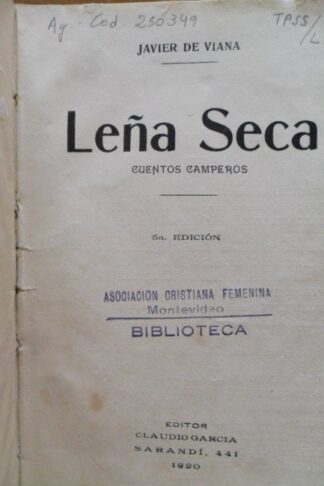 Ag. Cod. 250349
TPSS/L
JAVIER DE VIANA
Leña Seca
CUENTOS CAMPEROS
5a. EDICIÓN
ASOCIACION CRISTIANA FEMENINA
Montevideo
BIBLIOTECA
EDITOR
CLAUDIO GARCIA
SARANDÍ, 441
1920